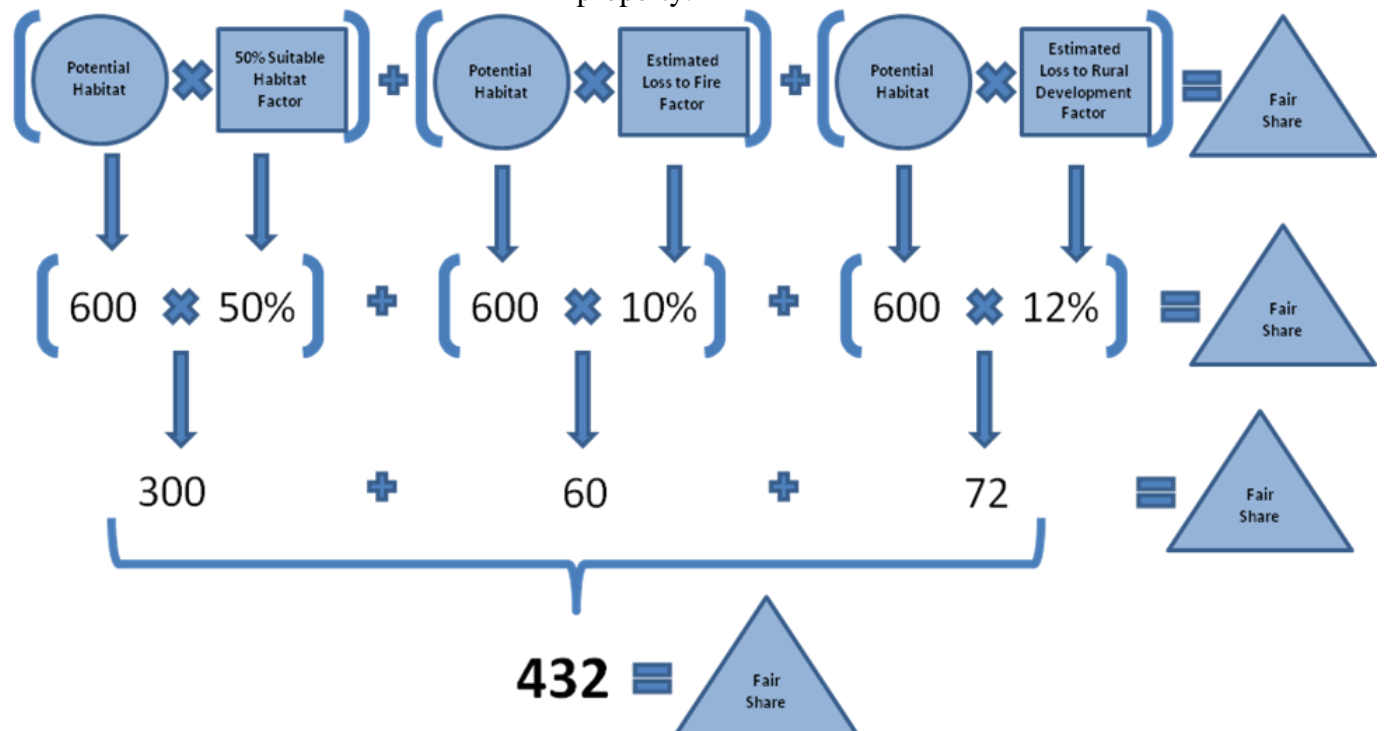 property.
Potential
Habitat
50% Suitable
Habitat
Factor
Potential
Habitat
Estimated
Loss to Fire
Factor
Potential
Habitat
Estimated
Loss to Rural
Development
Factor
Fair
Share
600
50%
600
10%
600
12%
Fair
Share
300
60
72
Fair
Share
432
Fair
Share